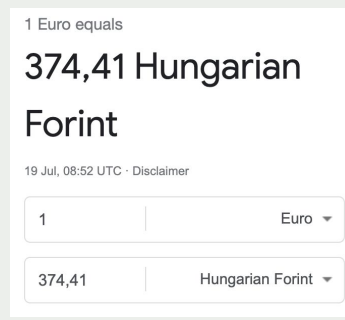 1 Euro equals
374,41 Hungarian
Forint
19 Jul, 08:52 UTC · Disclaimer
1 Euro
374,41 Hungarian Forint